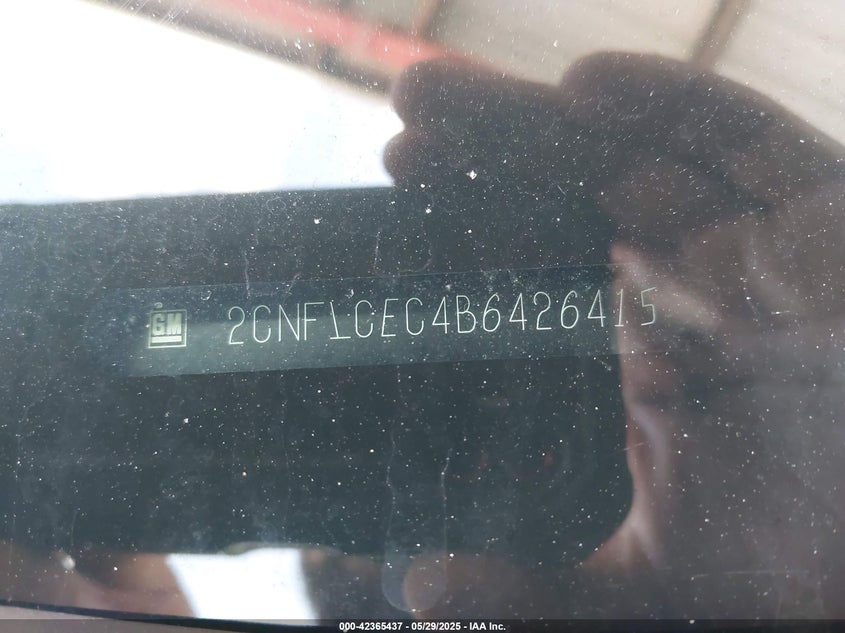 GM 2CNFLCEC4B6426415
000-42365437 - 05/29/2025 - IAA Inc.